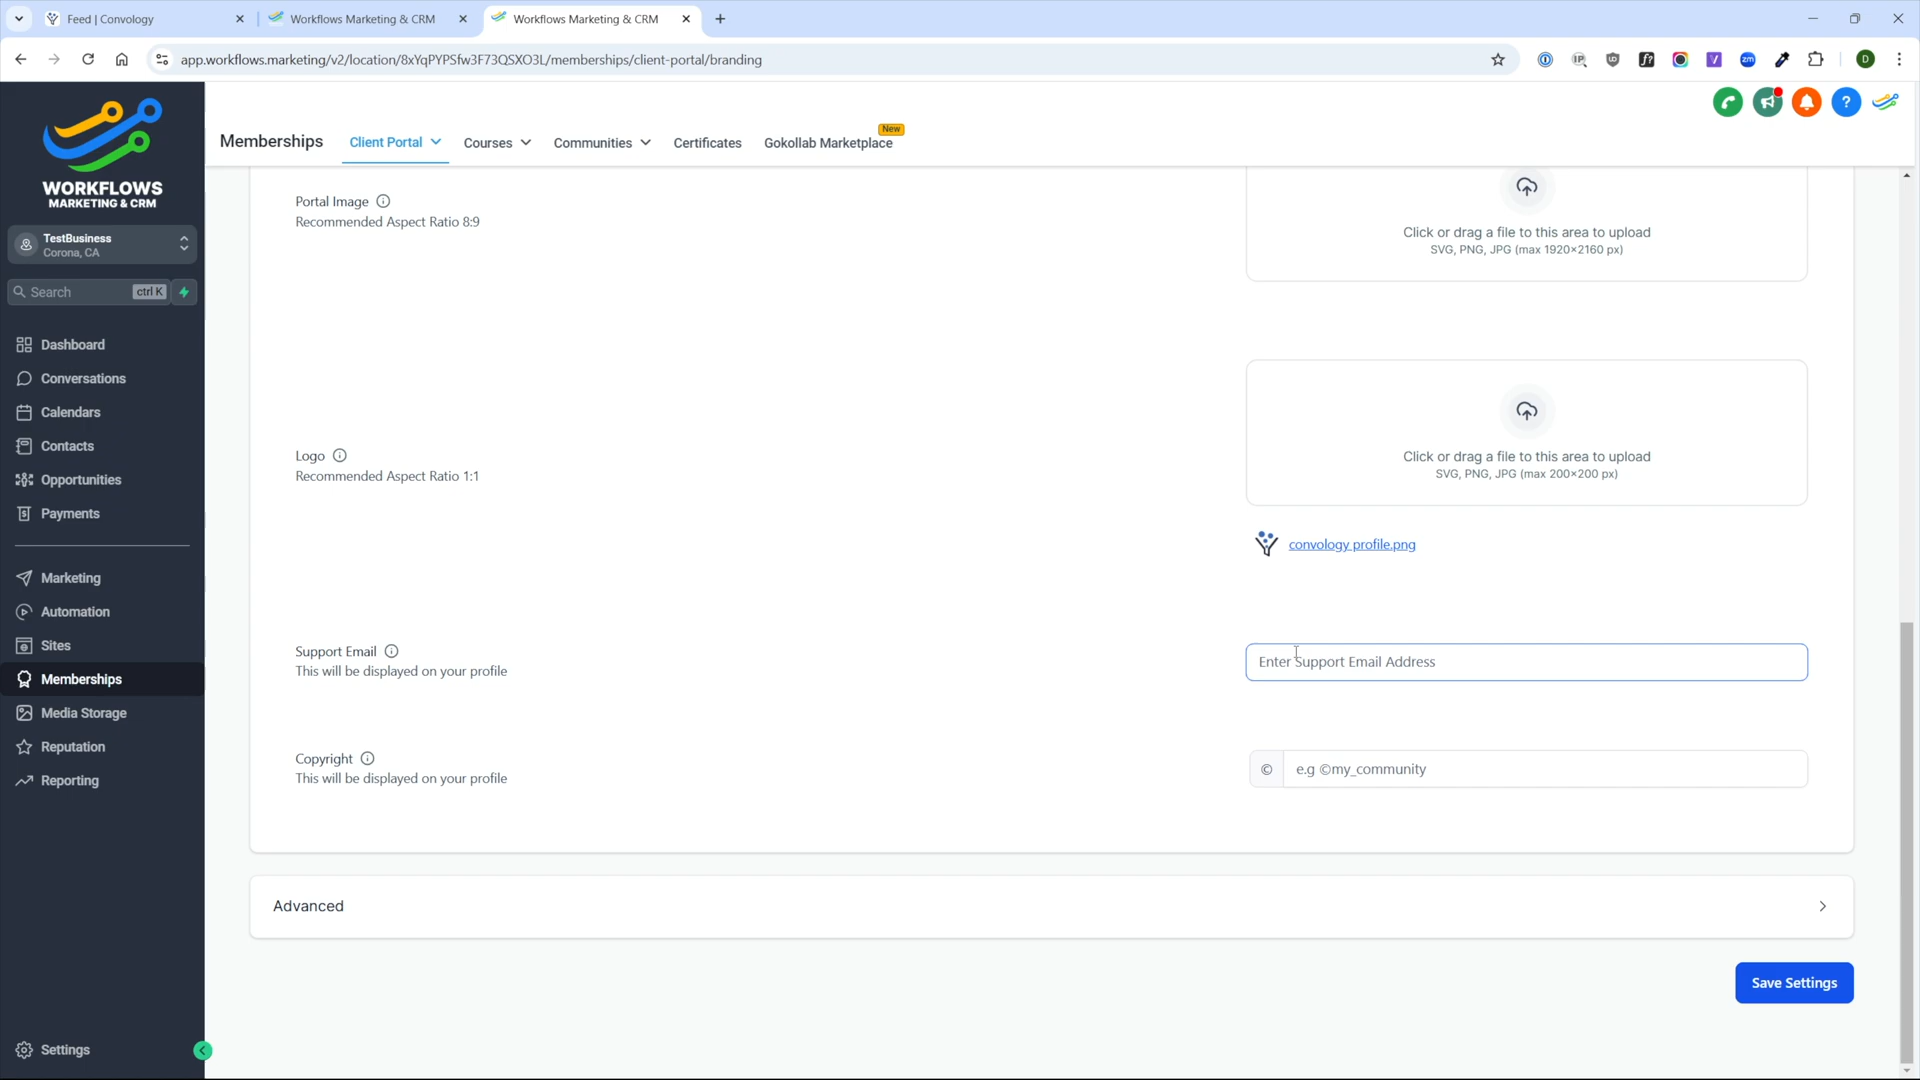 Feed | Convology
Workflows Marketing & CRM
Workflows Marketing & CRM
app.workflows.marketing/v2/location/8xYqPYPSfw3F73QSXO3L/memberships/client-portal/branding
IP
zm
D
WORKFLOWS
MARKETING & CRM
TestBusiness
Corona, CA
Search
ctrl K
Dashboard
Conversations
Calendars
Contacts
Opportunities
Payments
Marketing
Automation
Sites
Memberships
Media Storage
Reputation
Reporting
Settings
Memberships
Client Portal
Courses
Communities
Certificates
Gokollab Marketplace
New
Portal Image
Recommended Aspect Ratio 8:9
Click or drag a file to this area to upload
SVG, PNG, JPG (max 1920×2160 px)
Logo
Recommended Aspect Ratio 1:1
Click or drag a file to this area to upload
SVG, PNG, JPG (max 200×200 px)
convology profile.png
Support Email
This will be displayed on your profile
Enter Support Email Address
Copyright
This will be displayed on your profile
© e.g ©my_community
Advanced
Save Settings